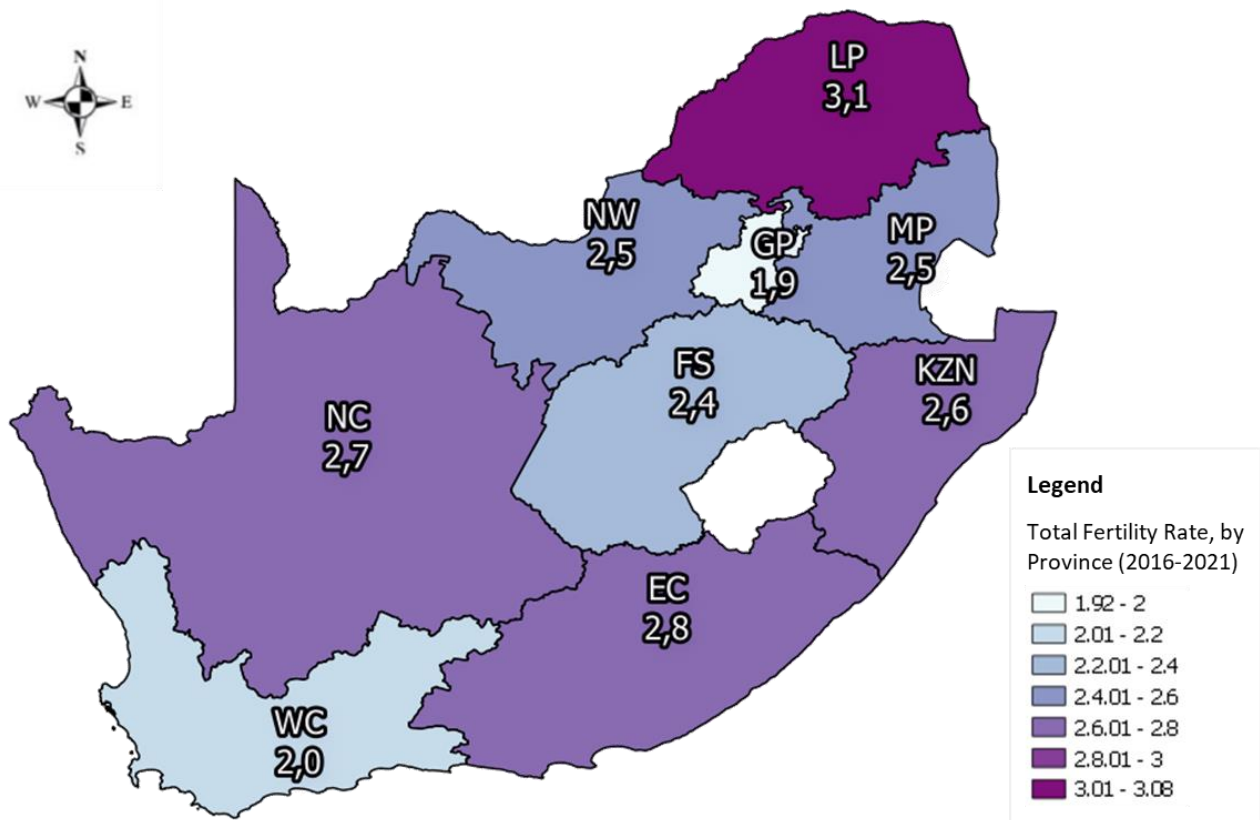 N
W E
S
LP
3,1
NW
2,5
GP
1,9
MP
2,5
FS
2,4
KZN
2,6
NC
2,7
EC
2,8
WC
2,0
Legend
Total Fertility Rate, by
Province (2016-2021)
1.92 - 2
2.01 - 2.2
2.2.01 - 2.4
2.4.01 - 2.6
2.6.01 - 2.8
2.8.01 - 3
3.01 - 3.08